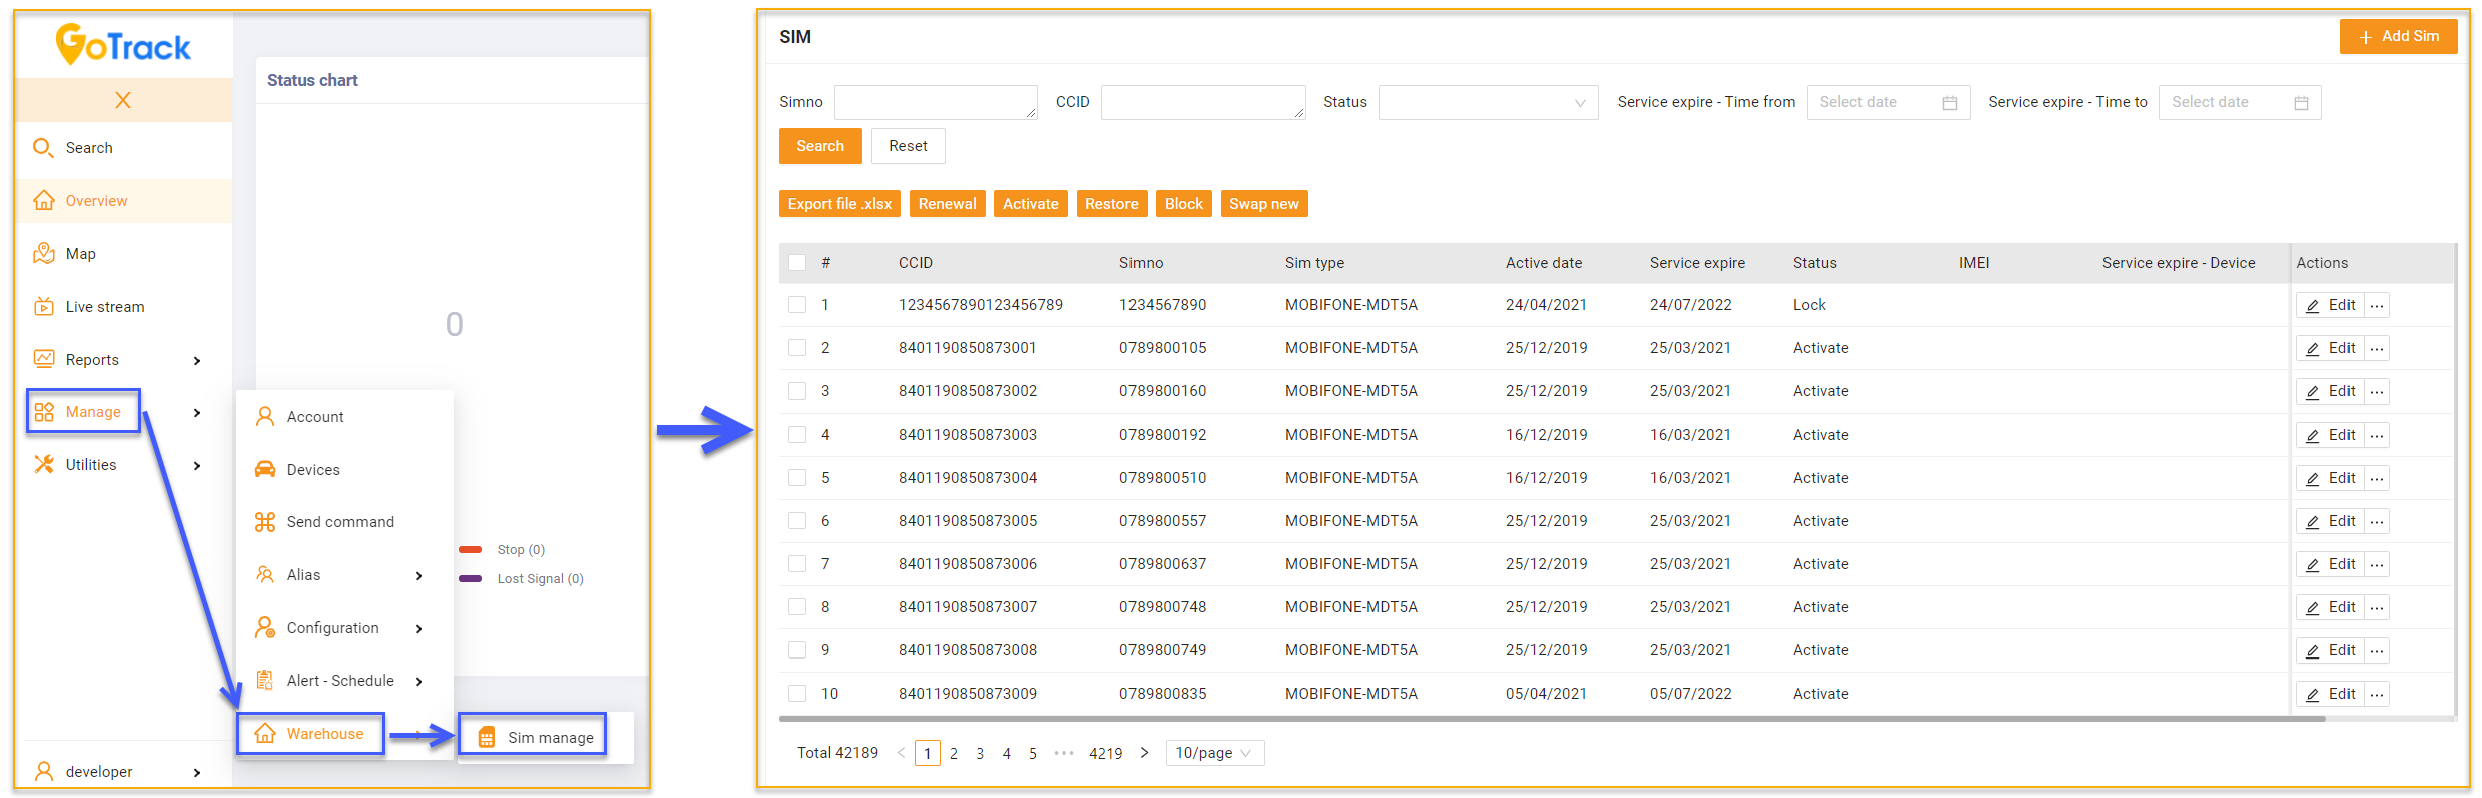 GoTrack
X
Search
Overview
Map
Live stream
Reports
Manage
Utilities
developer
Status chart
0
Stop (0)
Lost Signal (0)
Account
Devices
Send command
Alias
Configuration
Alert - Schedule
Warehouse
Sim manage
SIM
+ Add Sim
Simno CCID Status Service expire - Time from Select date Service expire - Time to Select date
Search Reset
Export file .xlsx Renewal Activate Restore Block Swap new
# CCID Simno Sim type Active date Service expire Status IMEI Service expire - Device Actions
1 1234567890123456789 1234567890 MOBIFONE-MDT5A 24/04/2021 24/07/2022 Lock Edit ...
2 8401190850873001 0789800105 MOBIFONE-MDT5A 25/12/2019 25/03/2021 Activate Edit ...
3 8401190850873002 0789800160 MOBIFONE-MDT5A 25/12/2019 25/03/2021 Activate Edit ...
4 8401190850873003 0789800192 MOBIFONE-MDT5A 16/12/2019 16/03/2021 Activate Edit ...
5 8401190850873004 0789800510 MOBIFONE-MDT5A 16/12/2019 16/03/2021 Activate Edit ...
6 8401190850873005 0789800557 MOBIFONE-MDT5A 25/12/2019 25/03/2021 Activate Edit ...
7 8401190850873006 0789800637 MOBIFONE-MDT5A 25/12/2019 25/03/2021 Activate Edit ...
8 8401190850873007 0789800748 MOBIFONE-MDT5A 25/12/2019 25/03/2021 Activate Edit ...
9 8401190850873008 0789800749 MOBIFONE-MDT5A 25/12/2019 25/03/2021 Activate Edit ...
10 8401190850873009 0789800835 MOBIFONE-MDT5A 05/04/2021 05/07/2022 Activate Edit ...
Total 42189 < 1 2 3 4 5 ••• 4219 > 10/page